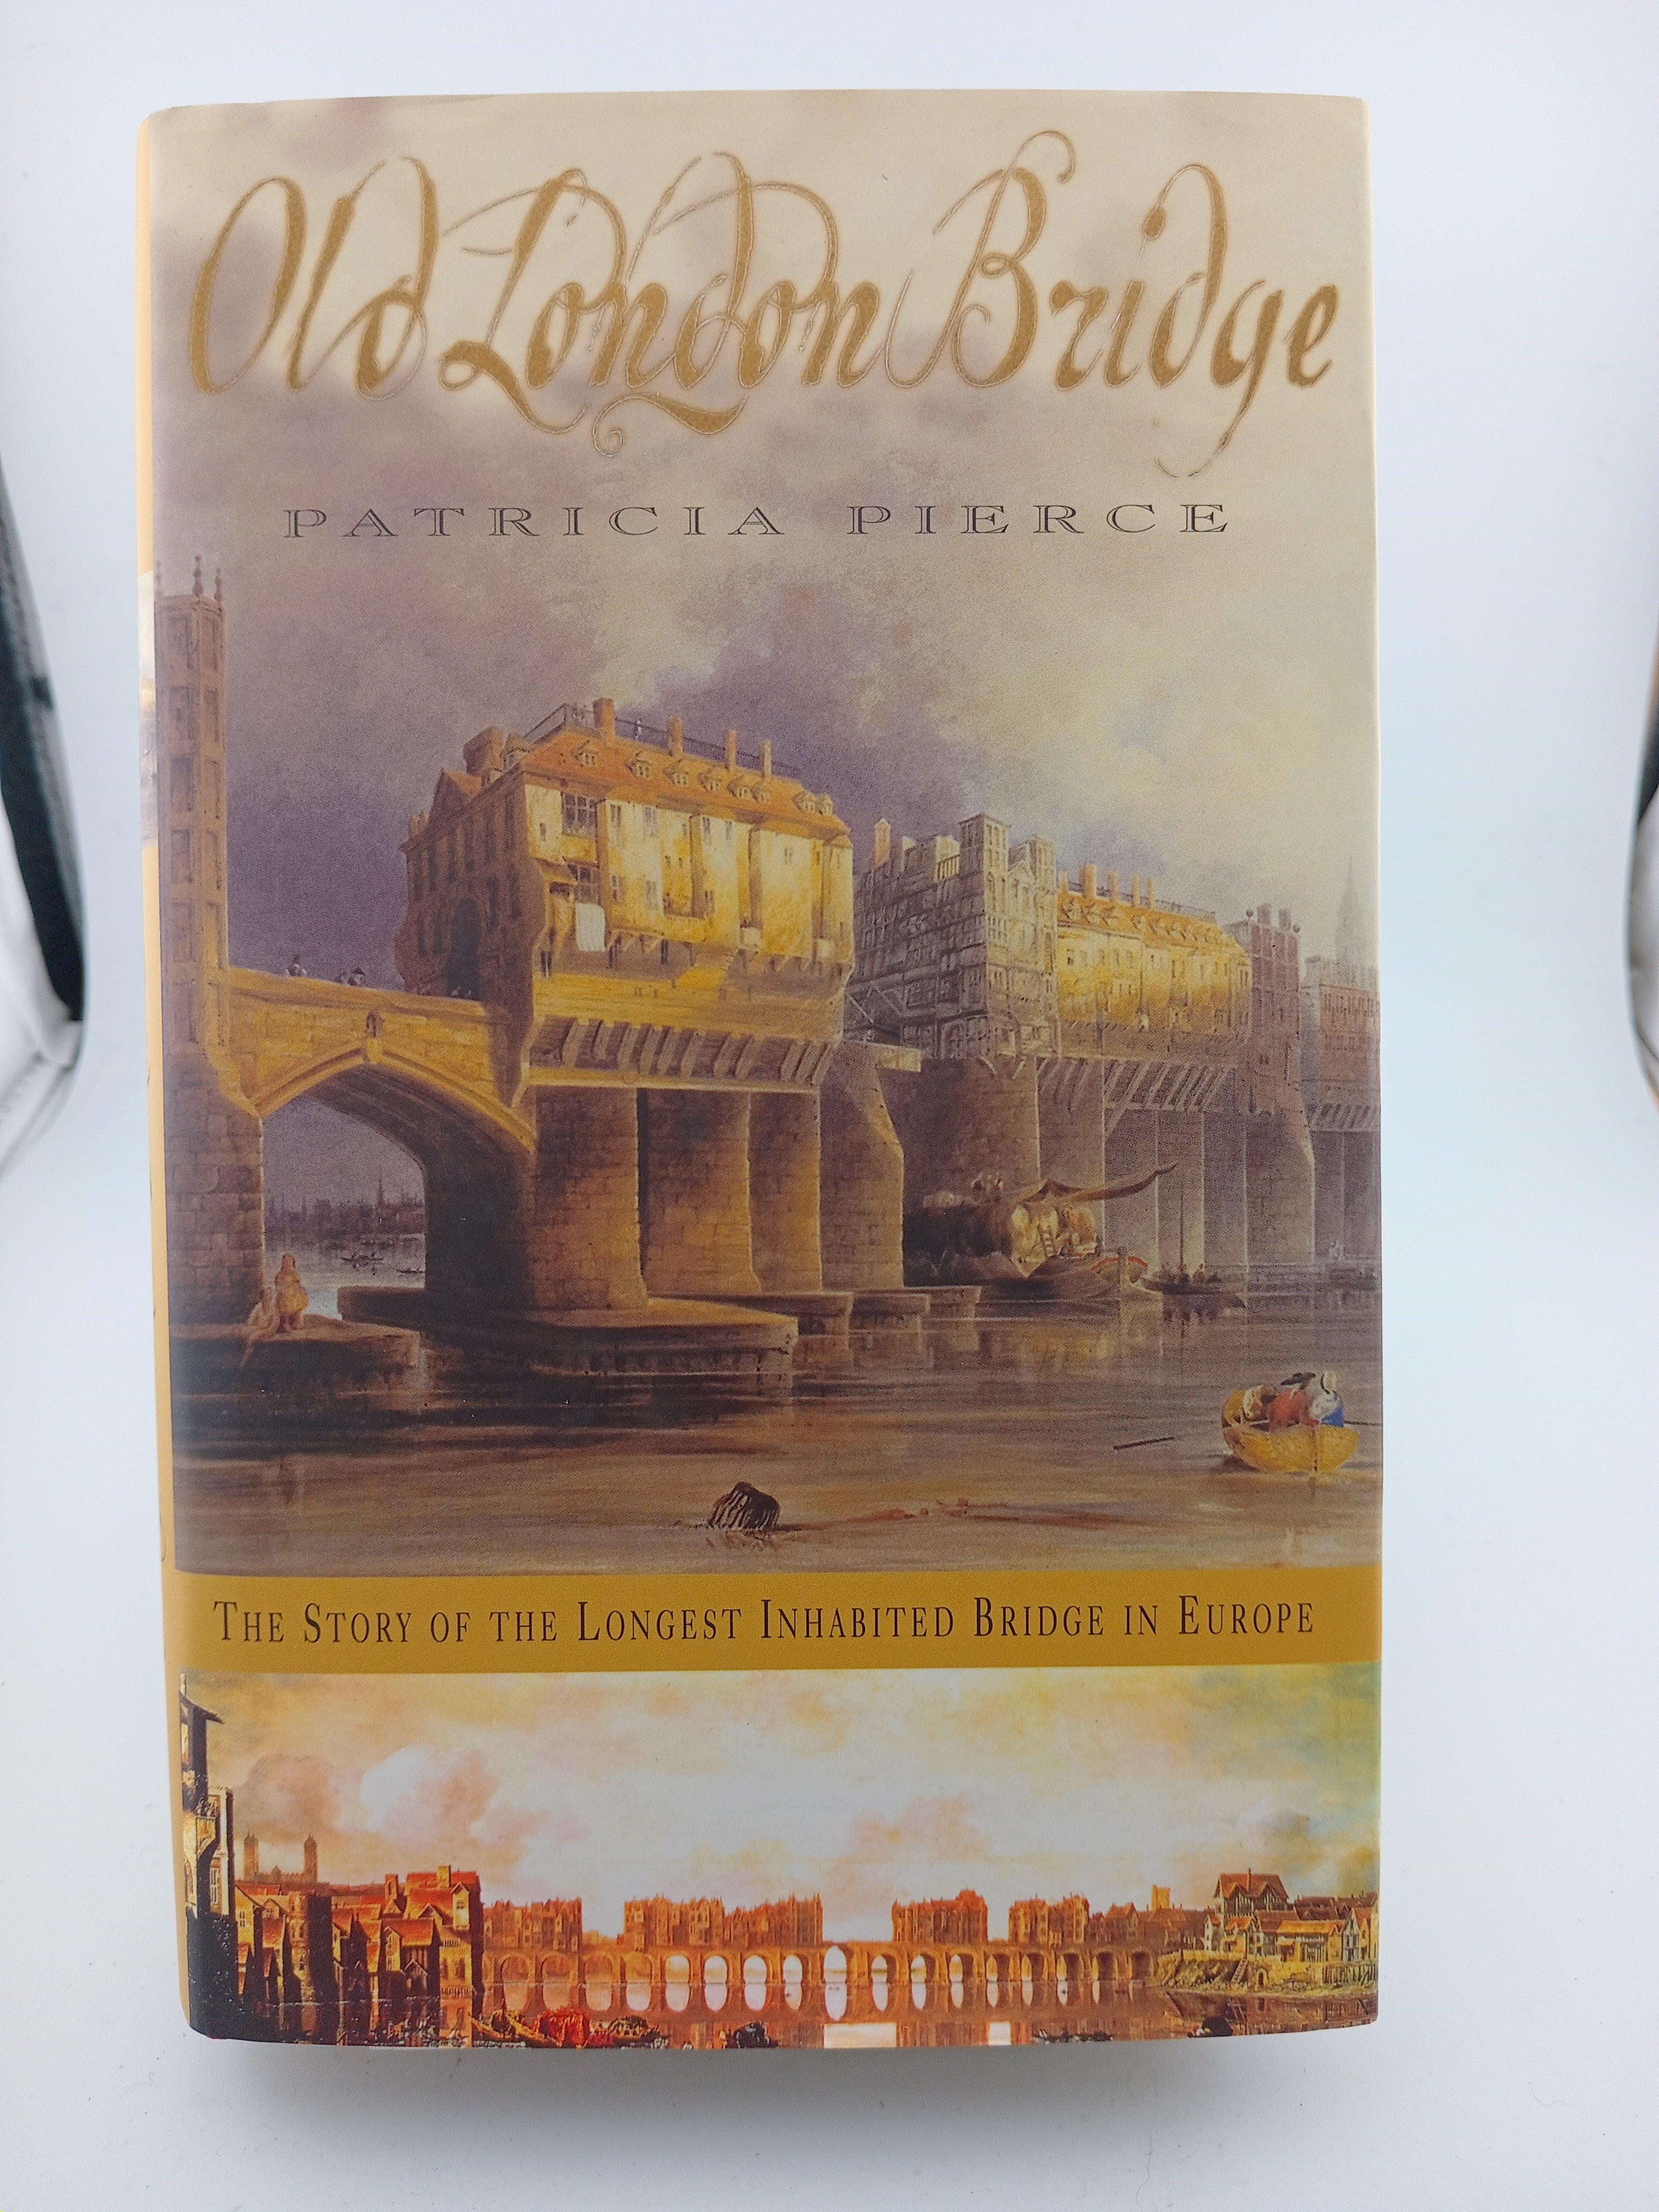 Old London Bridge
PATRICIA PIERCE
THE STORY OF THE LONGEST INHABITED BRIDGE IN EUROPE